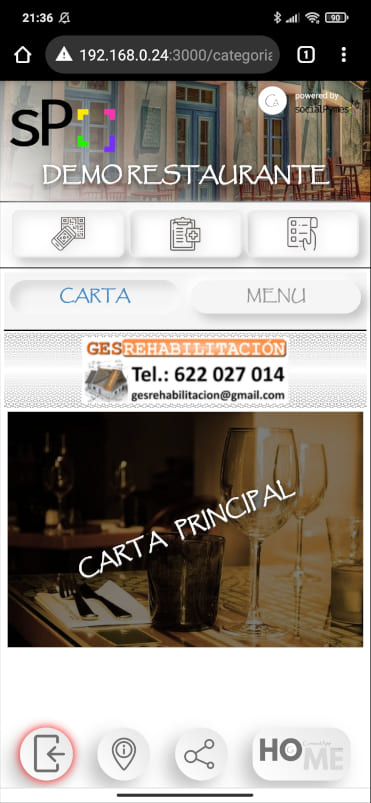 21:36
90
192.168.0.24:3000/categoria
1
sP
powered by
socialPymes
DEMO RESTAURANTE
CARTA
MENU
GESREHABILITACIÓN
Tel.: 622 027 014
gesrehabilitacion@gmail.com
CARTA PRINCIPAL
HOME